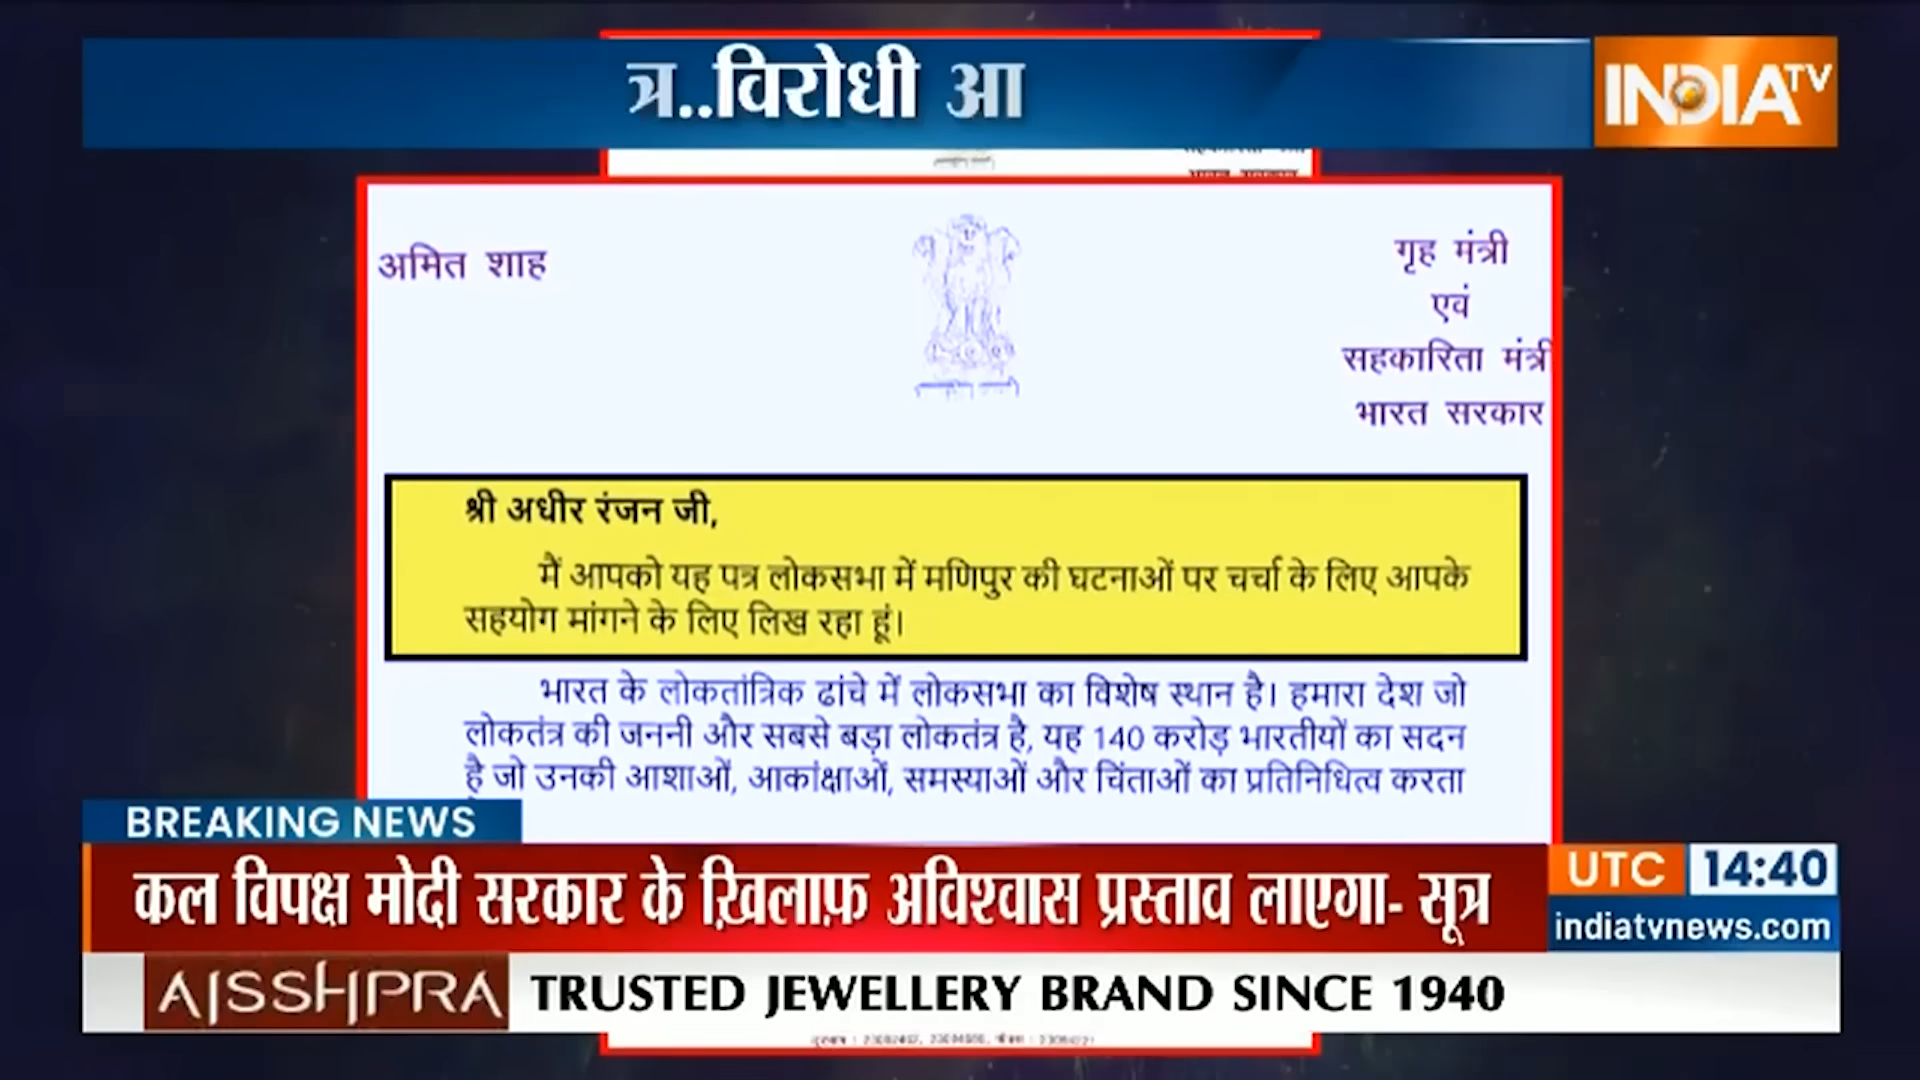 त्र..विरोधी आ
INDIA TV
अमित शाह
गृह मंत्री
एवं
सहकारिता मंत्री
भारत सरकार
श्री अधीर रंजन जी,
मैं आपको यह पत्र लोकसभा में मणिपुर की घटनाओं पर चर्चा के लिए आपके
सहयोग मांगने के लिए लिख रहा हूं।
भारत के लोकतांत्रिक ढांचे में लोकसभा का विशेष स्थान है। हमारा देश जो
लोकतंत्र की जननी और सबसे बड़ा लोकतंत्र है, यह 140 करोड़ भारतीयों का सदन
है जो उनकी आशाओं, आकांक्षाओं, समस्याओं और चिंताओं का प्रतिनिधित्व करता
BREAKING NEWS
कल विपक्ष मोदी सरकार के ख़िलाफ़ अविश्वास प्रस्ताव लाएगा- सूत्र
UTC 14:40
indiatvnews.com
AISSHPRA TRUSTED JEWELLERY BRAND SINCE 1940